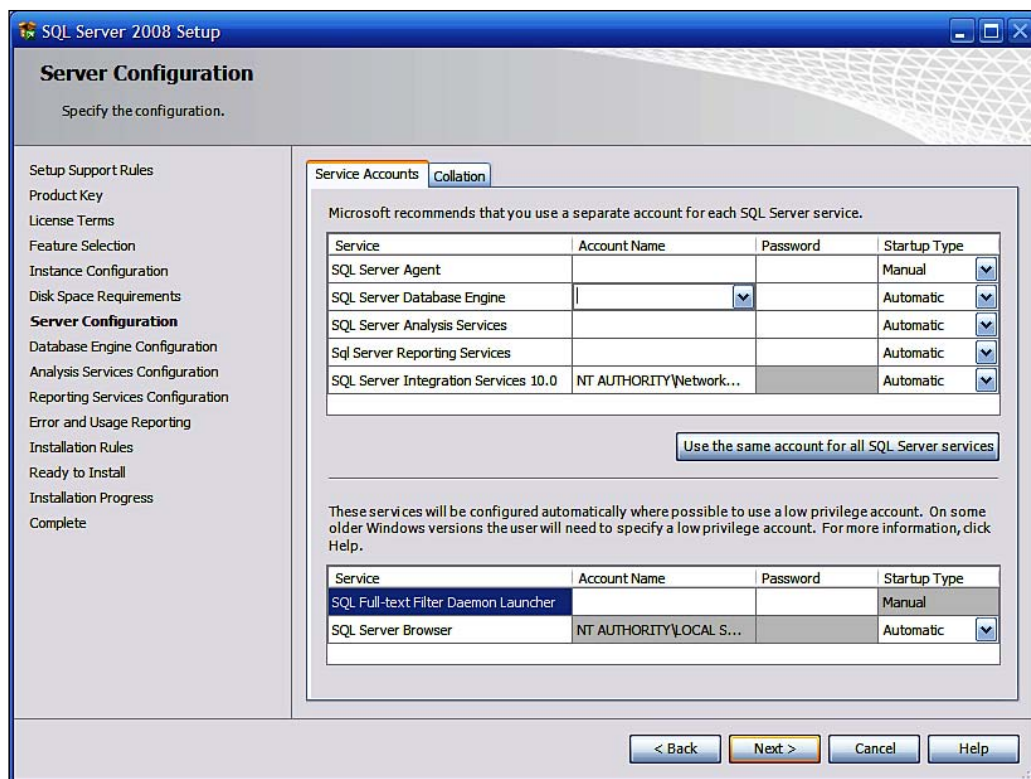 SQL Server 2008 Setup
Server Configuration
Specify the configuration.
Setup Support Rules
Product Key
License Terms
Feature Selection
Instance Configuration
Disk Space Requirements
Server Configuration
Database Engine Configuration
Analysis Services Configuration
Reporting Services Configuration
Error and Usage Reporting
Installation Rules
Ready to Install
Installation Progress
Complete
Service Accounts Collation
Microsoft recommends that you use a separate account for each SQL Server service.
Service Account Name Password Startup Type
SQL Server Agent Manual
SQL Server Database Engine Automatic
SQL Server Analysis Services Automatic
Sql Server Reporting Services Automatic
SQL Server Integration Services 10.0 NT AUTHORITY\Network... Automatic
Use the same account for all SQL Server services
These services will be configured automatically where possible to use a low privilege account. On some
older Windows versions the user will need to specify a low privilege account. For more information, click
Help.
Service Account Name Password Startup Type
SQL Full-text Filter Daemon Launcher Manual
SQL Server Browser NT AUTHORITY\LOCAL S... Automatic
< Back Next > Cancel Help